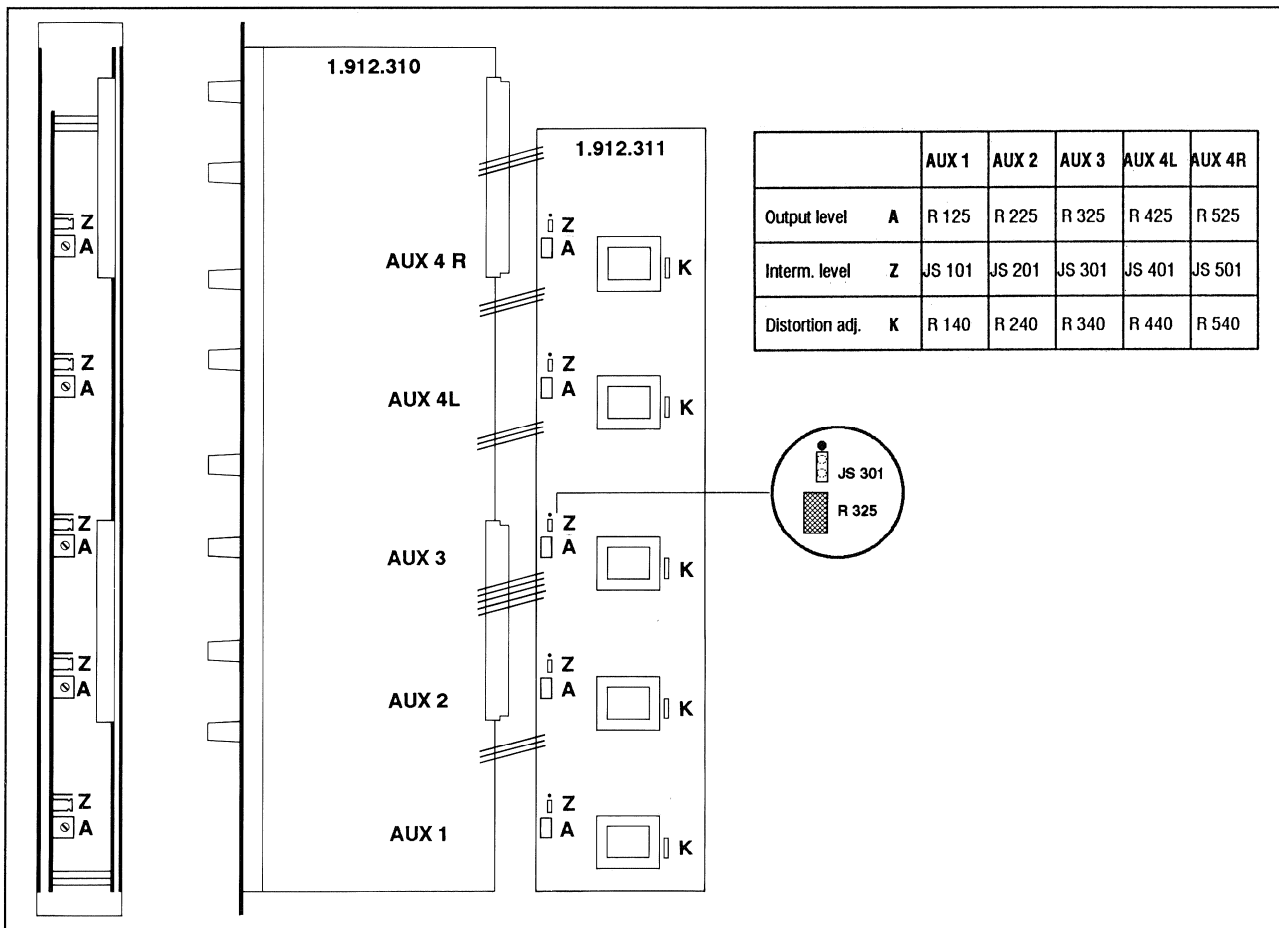 1.912.310
1.912.311
AUX 1 AUX 2 AUX 3 AUX 4L AUX 4R
Output level A R 125 R 225 R 325 R 425 R 525
Interm. level Z JS 101 JS 201 JS 301 JS 401 JS 501
Distortion adj. K R 140 R 240 R 340 R 440 R 540
Z
A
AUX 4 R
Z
A
K
Z
A
AUX 4L
Z
A
K
JS 301
R 325
Z
A
AUX 3
Z
A
K
Z
A
AUX 2
Z
A
K
Z
A
AUX 1
Z
A
K